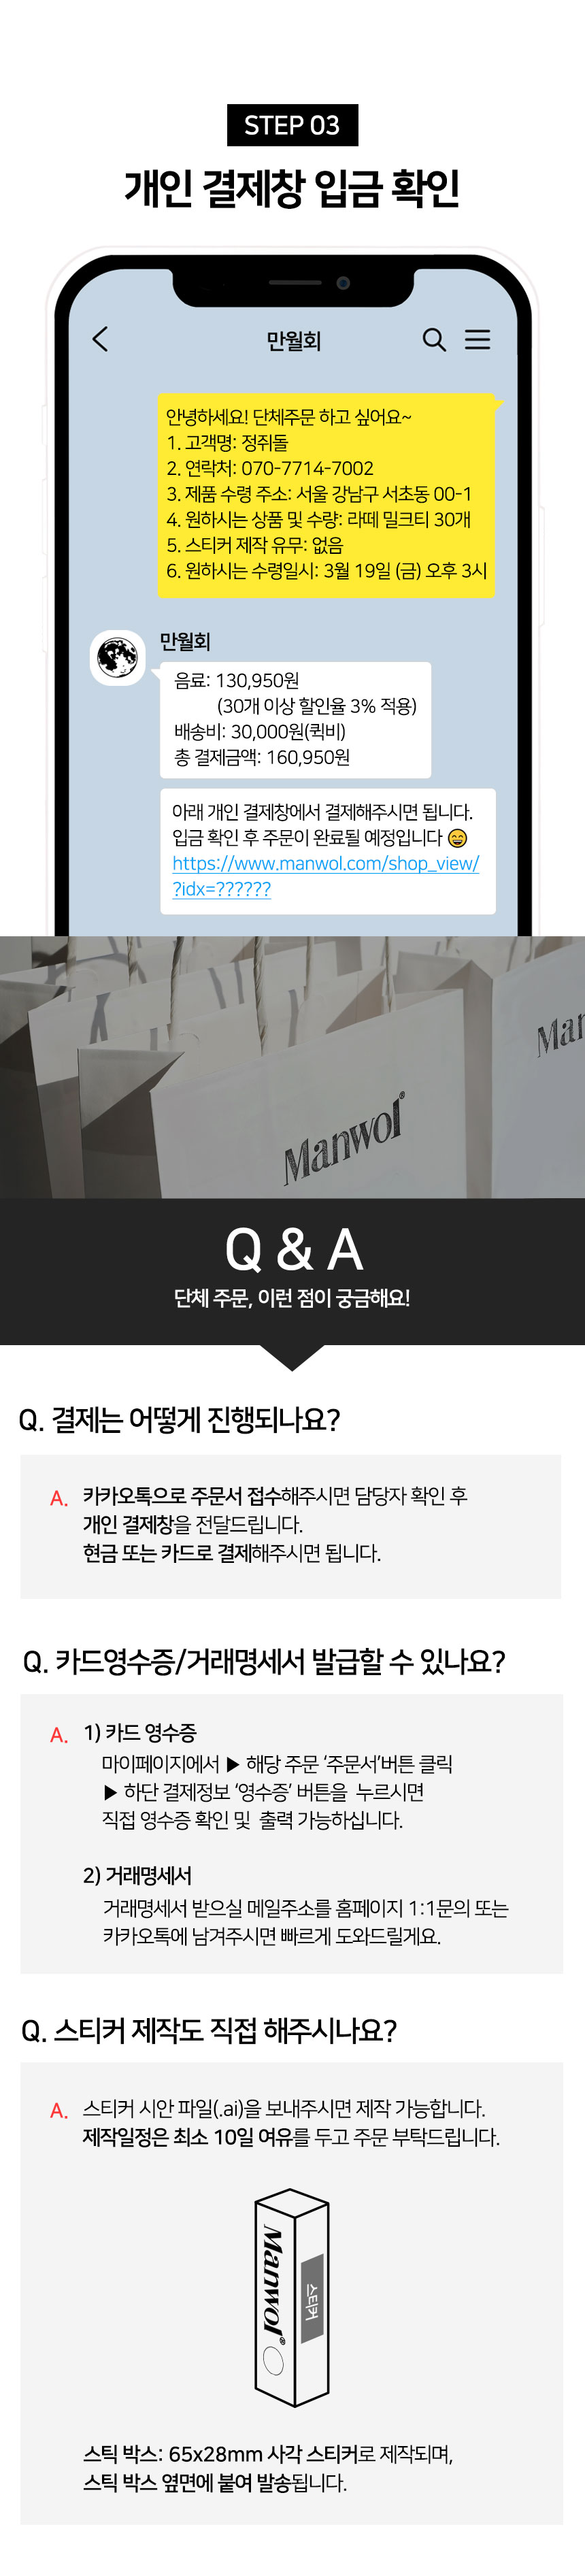 STEP 03
개인 결제창 입금 확인
만월회
안녕하세요! 단체주문 하고 싶어요~
1. 고객명: 정쥐돌
2. 연락처: 070-7714-7002
3. 제품 수령 주소: 서울 강남구 서초동 00-1
4. 원하시는 상품 및 수량: 라떼 밀크티 30개
5. 스티커 제작 유무: 없음
6. 원하시는 수령일시: 3월 19일 (금) 오후 3시
만월회
음료: 130,950원
(30개 이상 할인율 3% 적용)
배송비: 30,000원(퀵비)
총 결제금액: 160,950원
아래 개인 결제창에서 결제해주시면 됩니다.
입금 확인 후 주문이 완료될 예정입니다 😄
https://www.manwol.com/shop_view/
?idx=??????
Manwol®
Man
Q & A
단체 주문, 이런 점이 궁금해요!
Q. 결제는 어떻게 진행되나요?
A. 카카오톡으로 주문서 접수해주시면 담당자 확인 후
개인 결제창을 전달드립니다.
현금 또는 카드로 결제해주시면 됩니다.
Q. 카드영수증/거래명세서 발급할 수 있나요?
A. 1) 카드 영수증
마이페이지에서 ▶ 해당 주문 ‘주문서’버튼 클릭
▶ 하단 결제정보 ‘영수증’ 버튼을 누르시면
직접 영수증 확인 및 출력 가능하십니다.
2) 거래명세서
거래명세서 받으실 메일주소를 홈페이지 1:1문의 또는
카카오톡에 남겨주시면 빠르게 도와드릴게요.
Q. 스티커 제작도 직접 해주시나요?
A. 스티커 시안 파일(.ai)을 보내주시면 제작 가능합니다.
제작일정은 최소 10일 여유를 두고 주문 부탁드립니다.
Manwol®
스티커
스틱 박스: 65x28mm 사각 스티커로 제작되며,
스틱 박스 옆면에 붙여 발송됩니다.